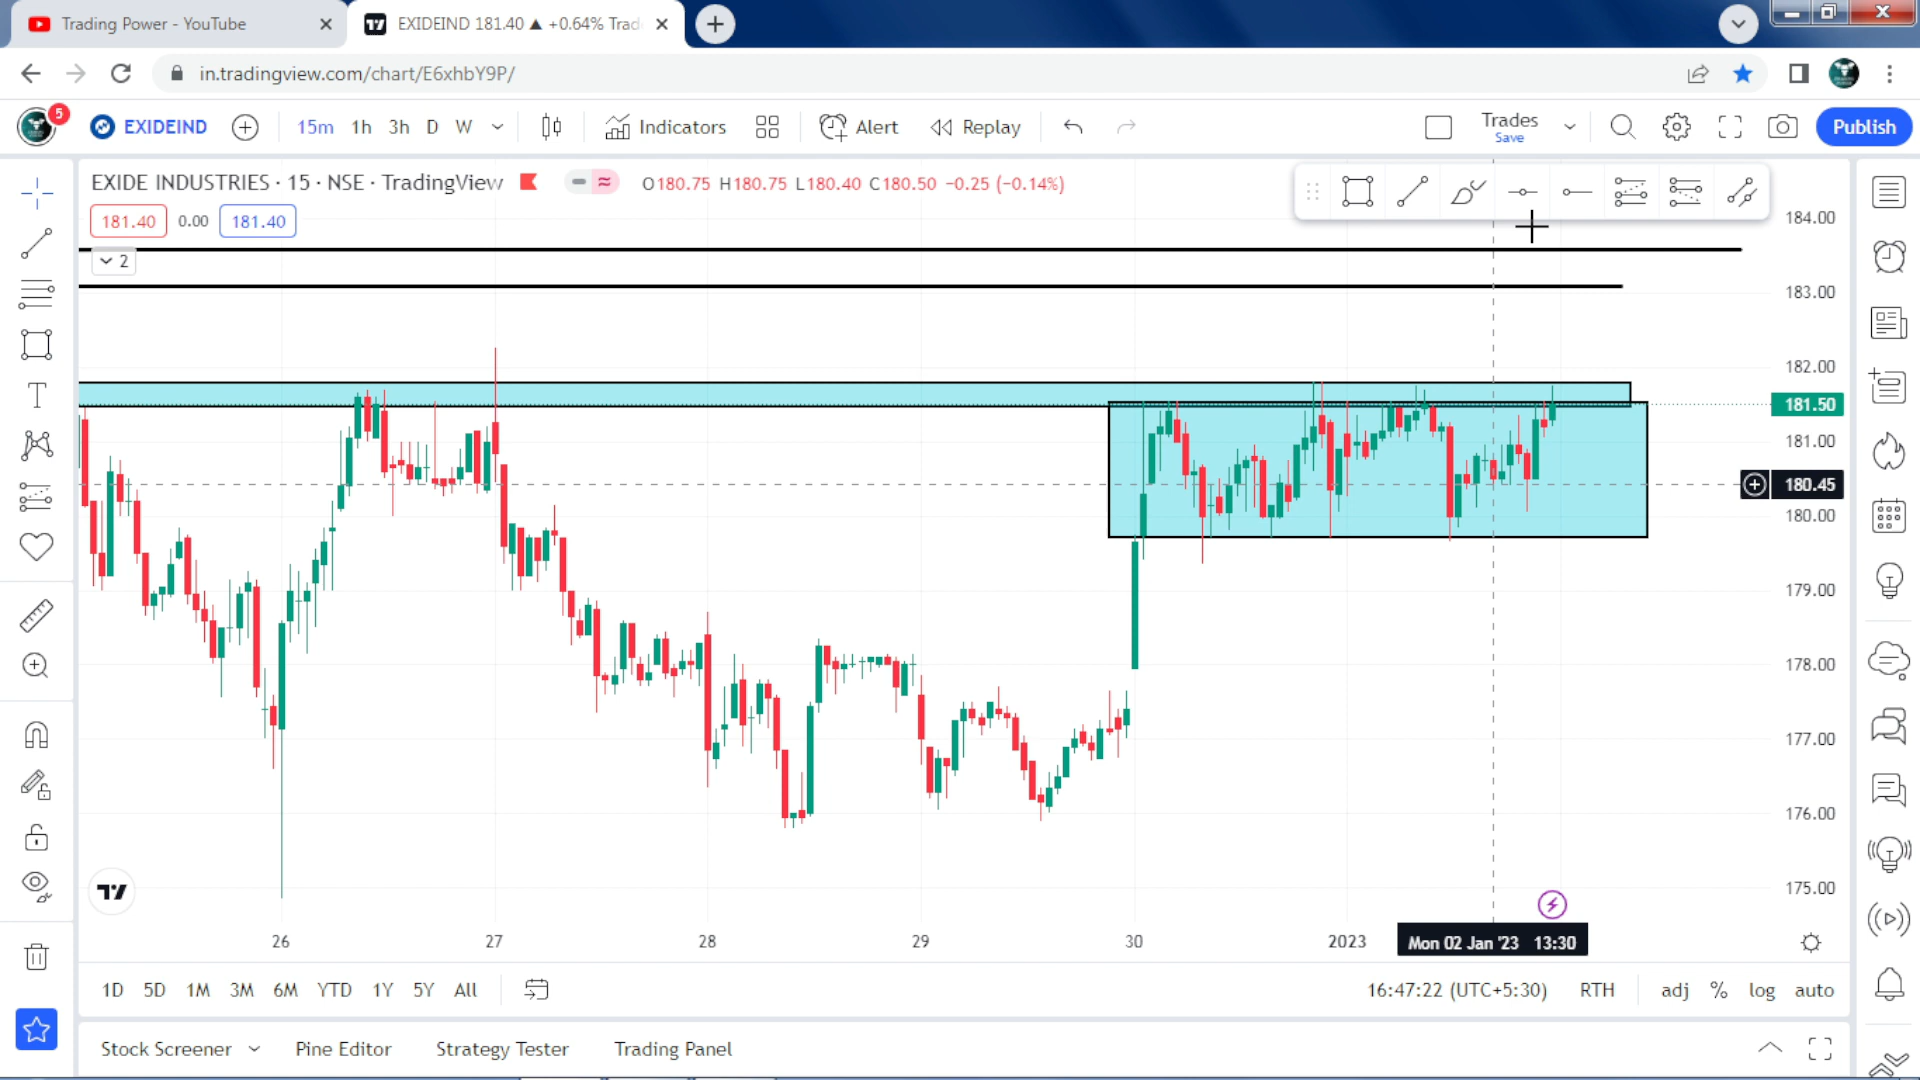 Trading Power - YouTube
EXIDEIND 181.40 ▲ +0.64% Trad
in.tradingview.com/chart/E6xhbY9P/
5
EXIDEIND
15m 1h 3h D W
Indicators
Alert
Replay
Trades
Save
Publish
EXIDE INDUSTRIES · 15 · NSE · TradingView
O180.75 H180.75 L180.40 C180.50 −0.25 (−0.14%)
181.40 0.00 181.40
2
184.00
183.00
182.00
181.50
181.00
180.45
180.00
179.00
178.00
177.00
176.00
175.00
26 27 28 29 30 2023
Mon 02 Jan '23 13:30
1D 5D 1M 3M 6M YTD 1Y 5Y All
16:47:22 (UTC+5:30) RTH adj % log auto
Stock Screener Pine Editor Strategy Tester Trading Panel